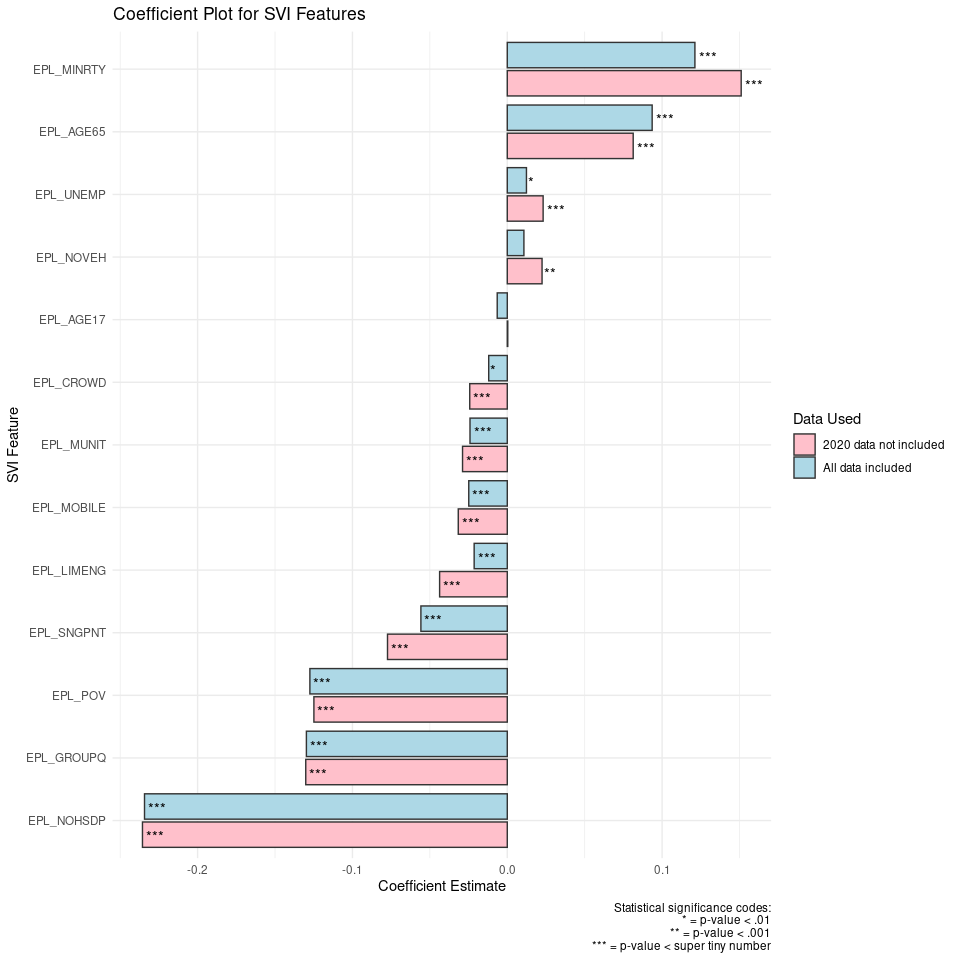 Coefficient Plot for SVI Features
EPL_MINRTY
***
***
EPL_AGE65
***
***
EPL_UNEMP
*
***
EPL_NOVEH
**
EPL_AGE17
EPL_CROWD
*
***
EPL_MUNIT
***
***
EPL_MOBILE
***
***
EPL_LIMENG
***
***
EPL_SNGPNT
***
***
EPL_POV
***
***
EPL_GROUPQ
***
***
EPL_NOHSDP
***
***
SVI Feature
-0.2
-0.1
0.0
0.1
Coefficient Estimate
Data Used
2020 data not included
All data included
Statistical significance codes:
* = p-value < .01
** = p-value < .001
*** = p-value < super tiny number